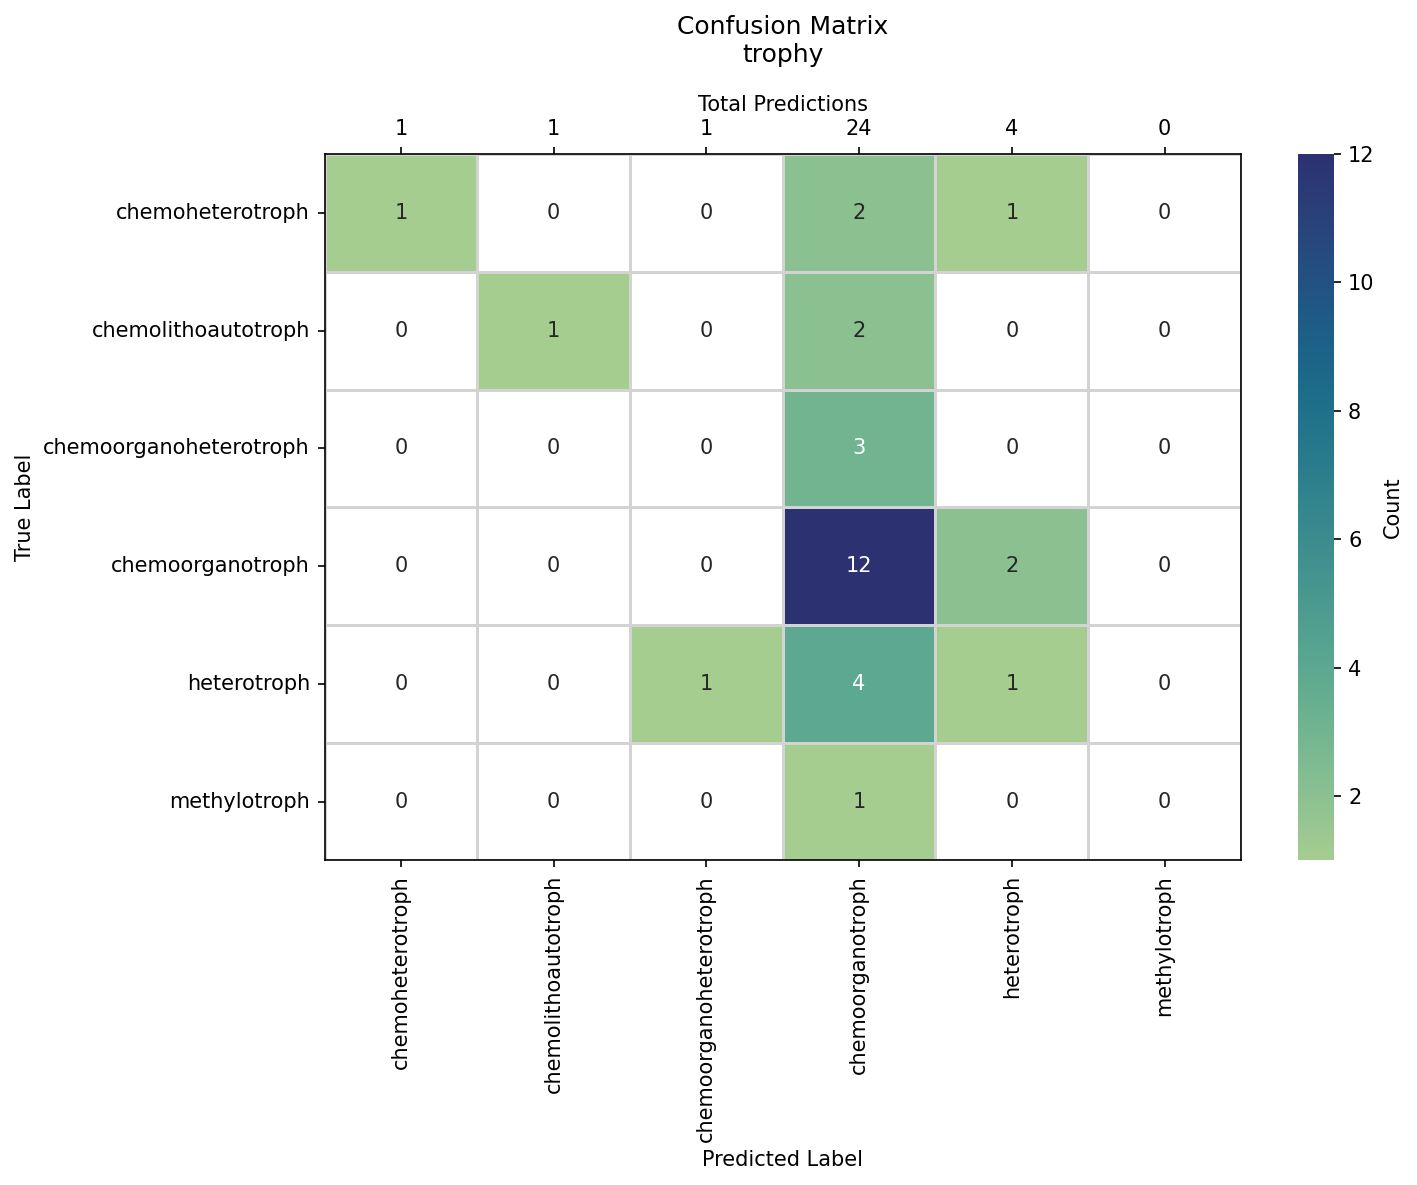 Confusion Matrix
trophy
Total Predictions
1 1 1 24 4 0
chemoheterotroph 1 0 0 2 1 0
chemolithoautotroph 0 1 0 2 0 0
chemoorganoheterotroph 0 0 0 3 0 0
chemoorganotroph 0 0 0 12 2 0
heterotroph 0 0 1 4 1 0
methylotroph 0 0 0 1 0 0
True Label
chemoheterotroph
chemolithoautotroph
chemoorganoheterotroph
chemoorganotroph
heterotroph
methylotroph
Predicted Label
12
10
8
6
4
2
Count